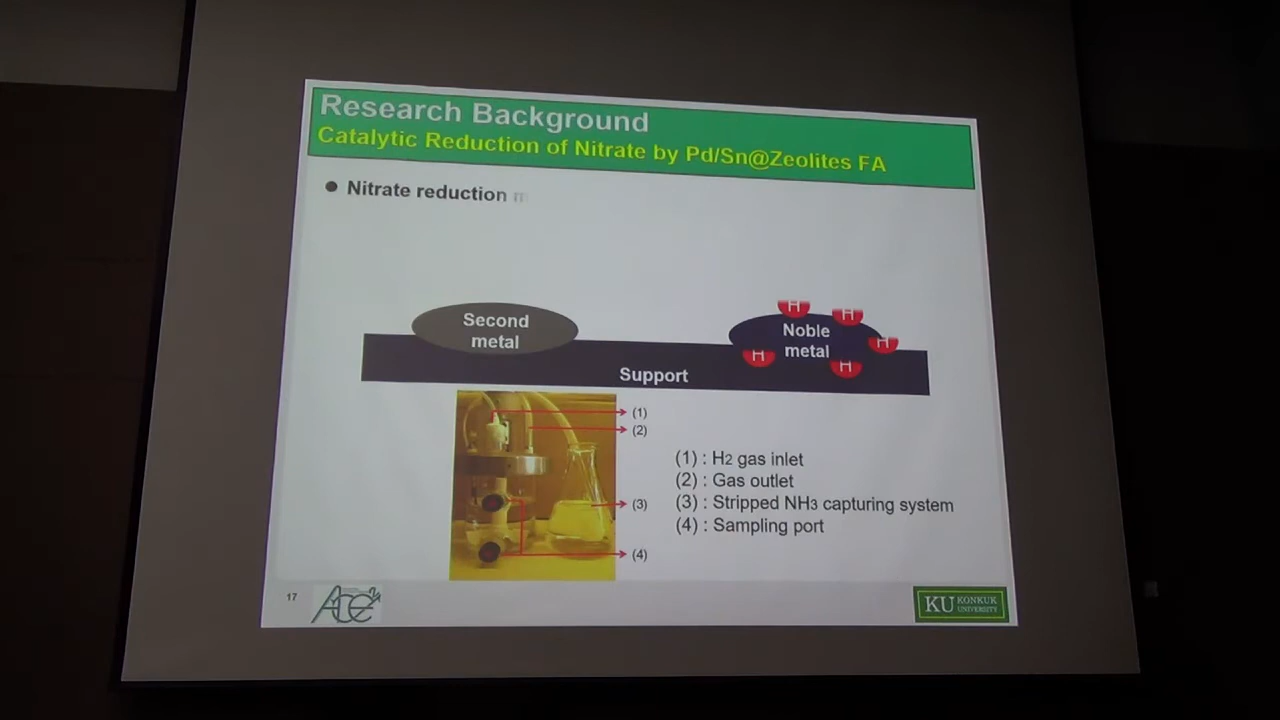 Research Background
Catalytic Reduction of Nitrate by Pd/Sn@Zeolites FA
● Nitrate reduction
H
H
H
H
H
Second
metal
Noble
metal
Support
(1)
(2)
(3)
(4)
(1) : H2 gas inlet
(2) : Gas outlet
(3) : Stripped NH3 capturing system
(4) : Sampling port
17
KU KONKUK
UNIVERSITY